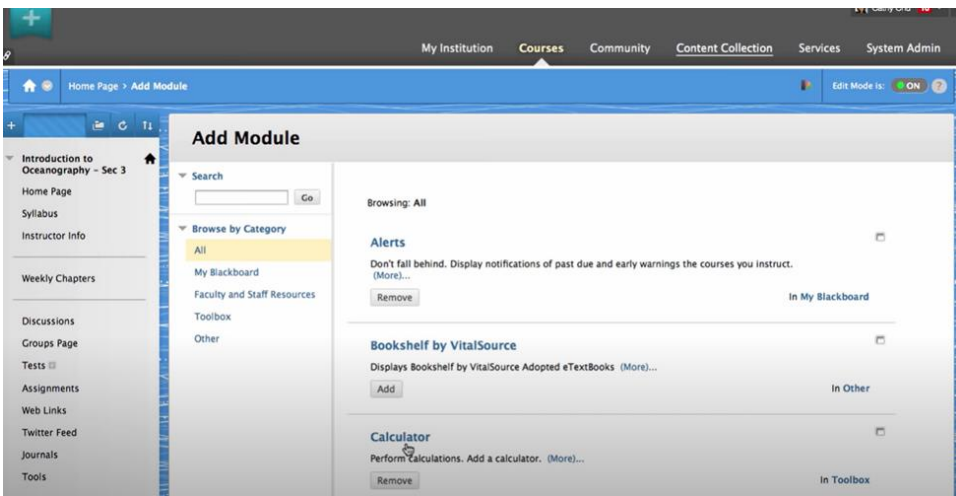 My Institution
Courses
Community
Content Collection
Services
System Admin
Home Page > Add Module
Edit Mode is:
ON
?
Introduction to
Oceanography - Sec 3
Home Page
Syllabus
Instructor Info
Weekly Chapters
Discussions
Groups Page
Tests
Assignments
Web Links
Twitter Feed
Journals
Tools
Add Module
Search
Go
Browse by Category
All
My Blackboard
Faculty and Staff Resources
Toolbox
Other
Browsing: All
Alerts
Don't fall behind. Display notifications of past due and early warnings the courses you instruct.
(More)...
Remove
In My Blackboard
Bookshelf by VitalSource
Displays Bookshelf by VitalSource Adopted eTextBooks (More)...
Add
In Other
Calculator
Perform calculations. Add a calculator. (More)...
Remove
In Toolbox